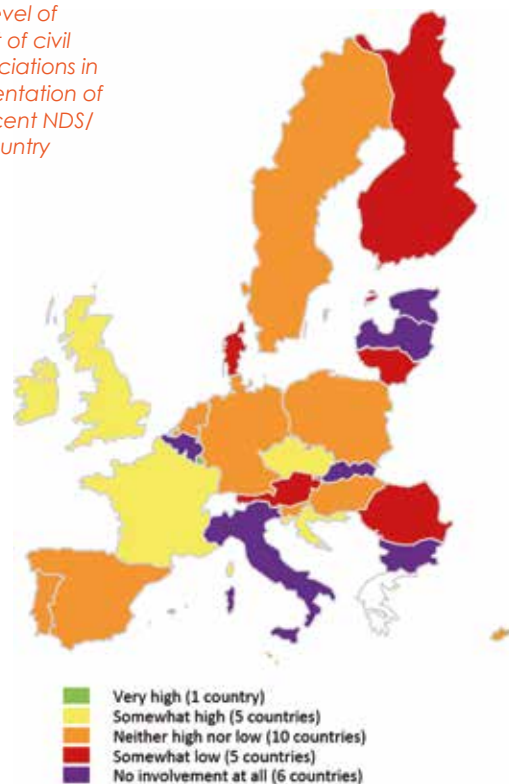 evel of
t of civil
ciations in
entation of
cent NDS/
ountry
Very high (1 country)
Somewhat high (5 countries)
Neither high nor low (10 countries)
Somewhat low (5 countries)
No involvement at all (6 countries)